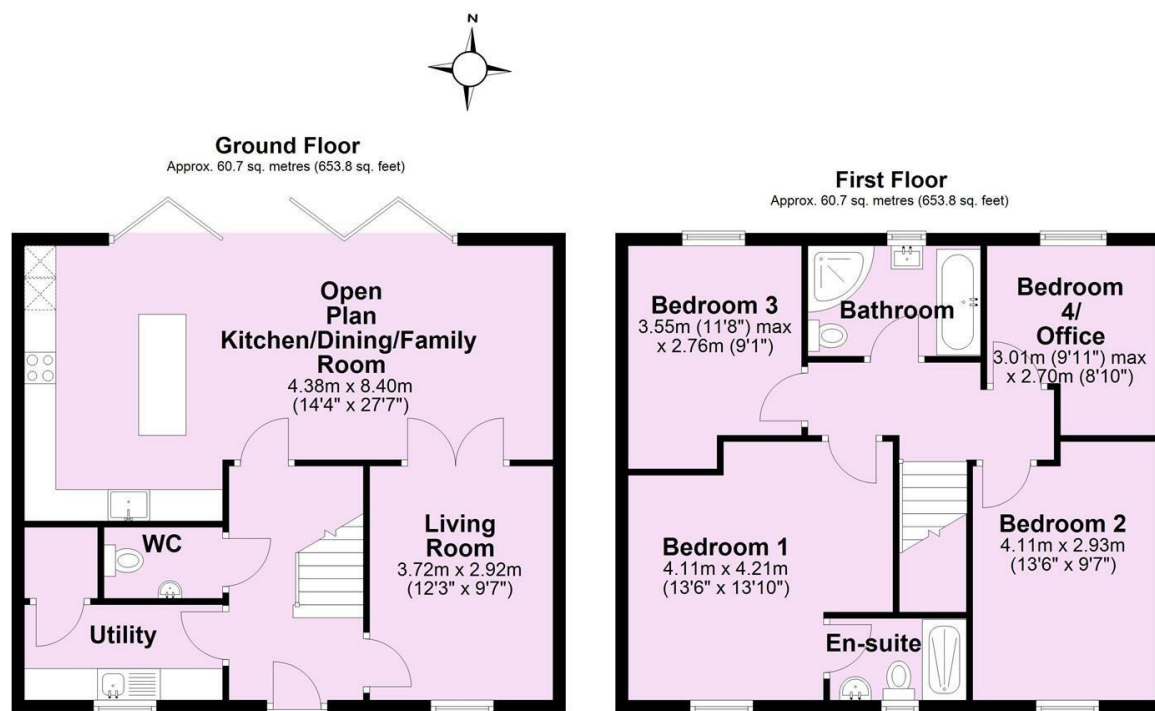 N
Ground Floor
Approx. 60.7 sq. metres (653.8 sq. feet)
Open
Plan
Kitchen/Dining/Family
Room
4.38m x 8.40m
(14'4" x 27'7")
WC
Living
Room
3.72m x 2.92m
(12'3" x 9'7")
Utility
First Floor
Approx. 60.7 sq. metres (653.8 sq. feet)
Bedroom 3
3.55m (11'8") max
x 2.76m (9'1")
Bathroom
Bedroom
4/
Office
3.01m (9'11") max
x 2.70m (8'10")
Bedroom 1
4.11m x 4.21m
(13'6" x 13'10")
Bedroom 2
4.11m x 2.93m
(13'6" x 9'7")
En-suite